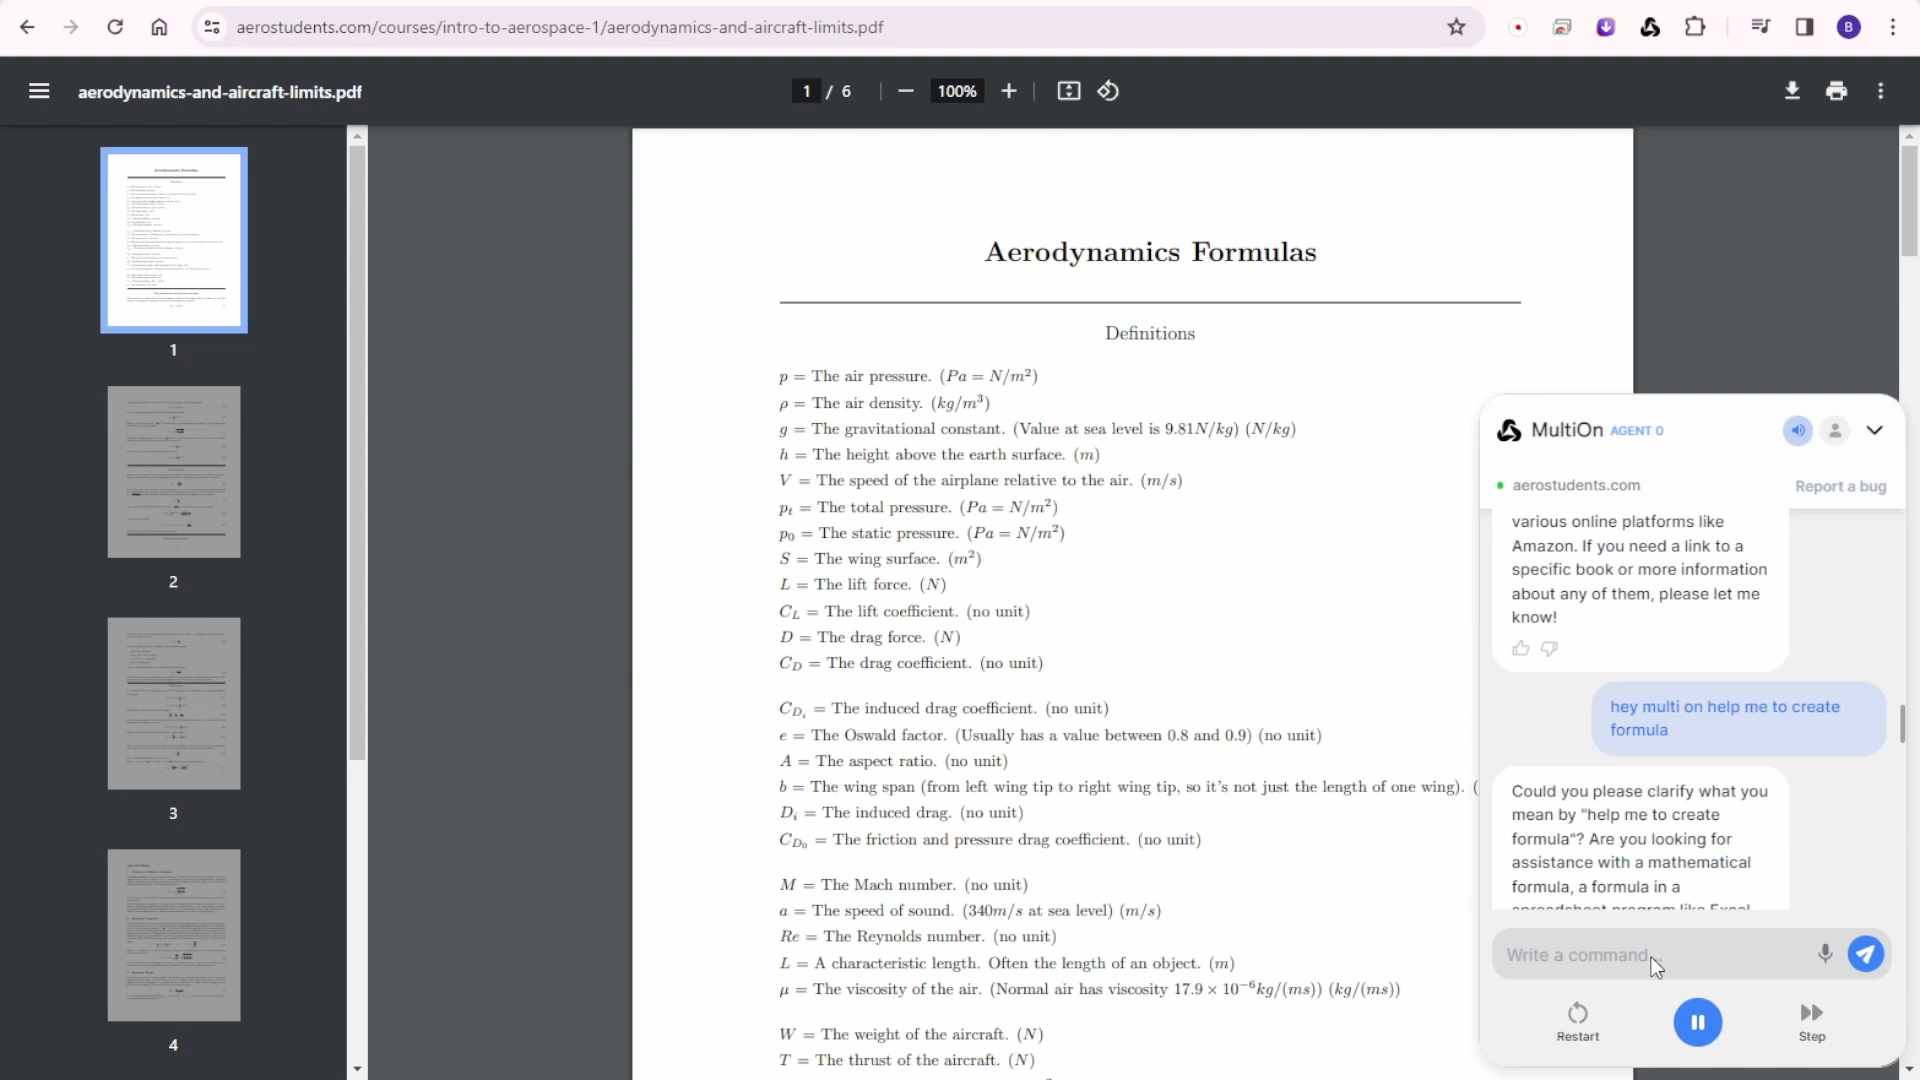 aerostudents.com/courses/intro-to-aerospace-1/aerodynamics-and-aircraft-limits.pdf
B
aerodynamics-and-aircraft-limits.pdf
1 / 6
100%
1
2
3
4
Aerodynamics Formulas
Definitions
p = The air pressure. (Pa = N/m²)
ρ = The air density. (kg/m³)
g = The gravitational constant. (Value at sea level is 9.81N/kg) (N/kg)
h = The height above the earth surface. (m)
V = The speed of the airplane relative to the air. (m/s)
pt = The total pressure. (Pa = N/m²)
p0 = The static pressure. (Pa = N/m²)
S = The wing surface. (m²)
L = The lift force. (N)
CL = The lift coefficient. (no unit)
D = The drag force. (N)
CD = The drag coefficient. (no unit)
CDi = The induced drag coefficient. (no unit)
e = The Oswald factor. (Usually has a value between 0.8 and 0.9) (no unit)
A = The aspect ratio. (no unit)
b = The wing span (from left wing tip to right wing tip, so it's not just the length of one wing). (
Di = The induced drag. (no unit)
CD0 = The friction and pressure drag coefficient. (no unit)
M = The Mach number. (no unit)
a = The speed of sound. (340m/s at sea level) (m/s)
Re = The Reynolds number. (no unit)
L = A characteristic length. Often the length of an object. (m)
μ = The viscosity of the air. (Normal air has viscosity 17.9 × 10⁻⁶kg/(ms)) (kg/(ms))
W = The weight of the aircraft. (N)
T = The thrust of the aircraft. (N)
MultiOn AGENT 0
aerostudents.com
Report a bug
various online platforms like
Amazon. If you need a link to a
specific book or more information
about any of them, please let me
know!
hey multi on help me to create
formula
Could you please clarify what you
mean by "help me to create
formula"? Are you looking for
assistance with a mathematical
formula, a formula in a
spreadsheet program like Excel
Write a command...
Restart
Step